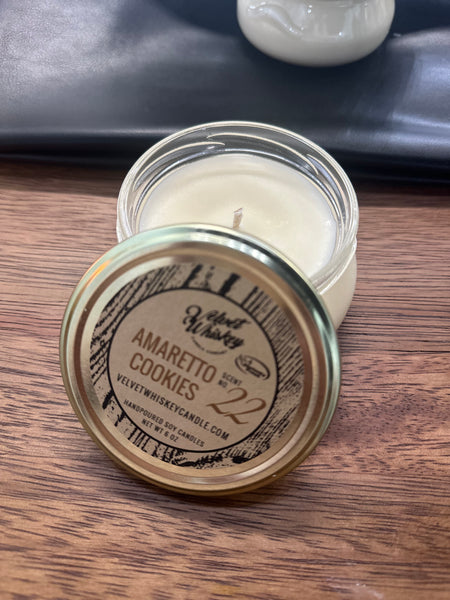 Velvet
Whiskey
AMARETTO
COOKIES
SCENT
NO.
22
VELVETWHISKEYCANDLE.COM
HANDPOURED SOY CANDLES
NET WT 6 OZ